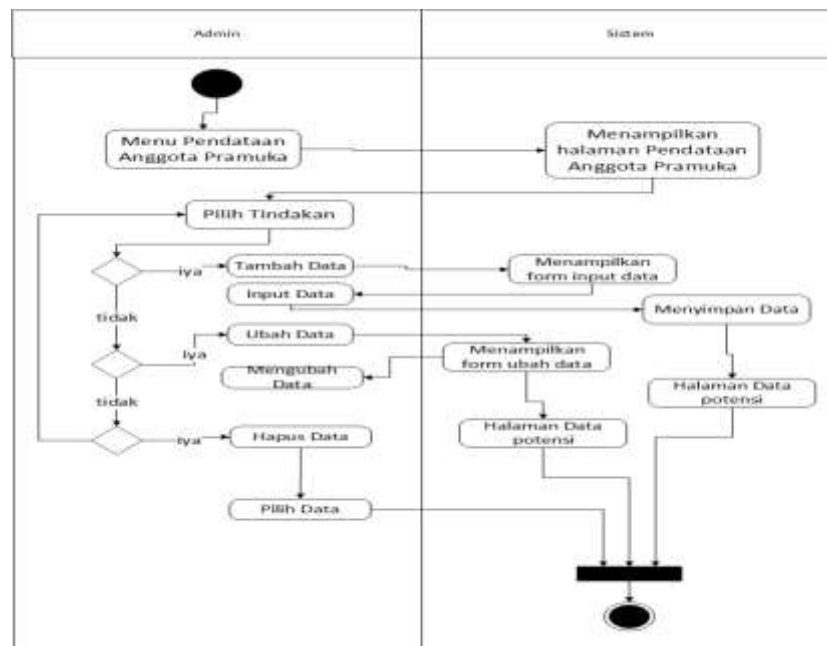 Admin
Sistem
Menu Pendataan
Anggota Pramuka
Menampilkan
halaman Pendataan
Anggota Pramuka
Pilih Tindakan
iya
Tambah Data
Menampilkan
form input data
Input Data
Menyimpan Data
tidak
iya
Ubah Data
Menampilkan
form ubah data
Mengubah
Data
Halaman Data
potensi
tidak
iya
Hapus Data
Halaman Data
potensi
Pilih Data